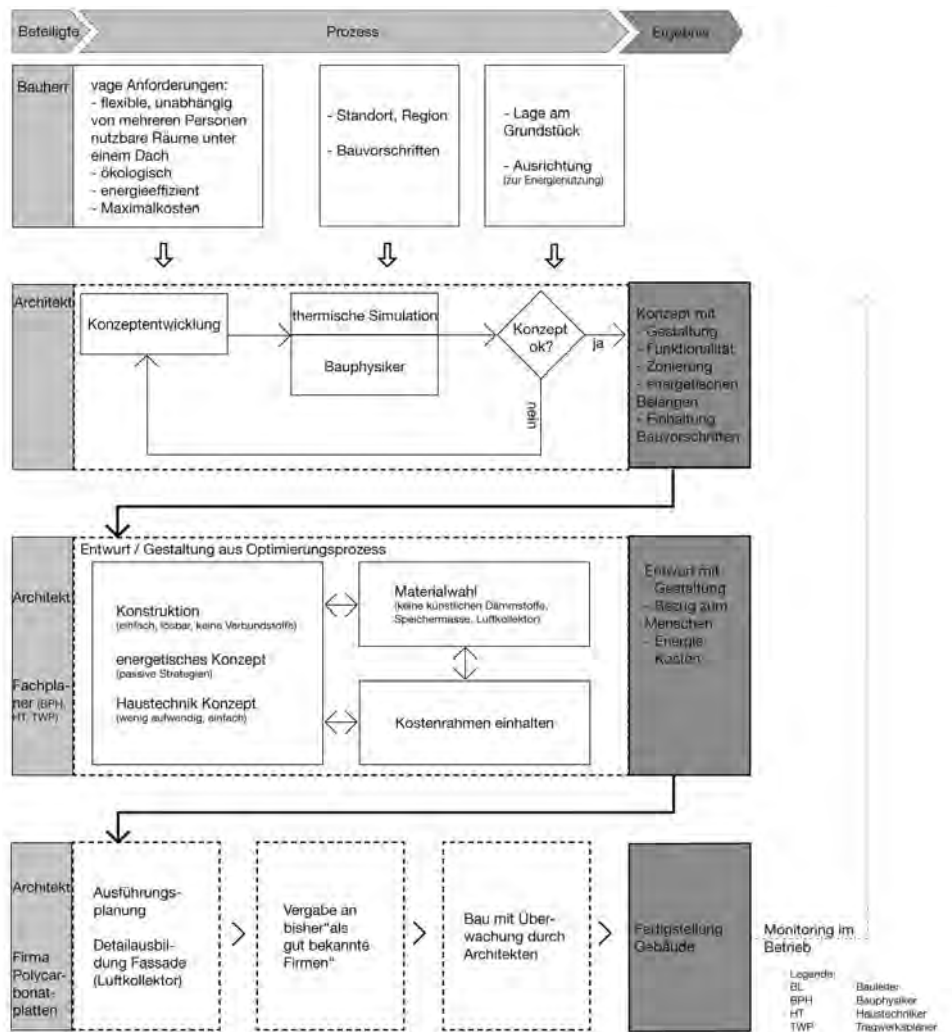 Beteiligte
Prozess
Ergebnis
Bauherr
vage Anforderungen:
- flexible, unabhängig
von mehreren Personen
nutzbare Räume unter
einem Dach
- ökologisch
- energieeffizient
- Maximalkosten
- Standort, Region
- Bauvorschriften
- Lage am
Grundstück
- Ausrichtung
(zur Energienutzung)
Architekt
Konzeptentwicklung
thermische Simulation
Bauphysiker
Konzept
ok?
ja
nein
Konzept mit
- Gestaltung
- Funktionalität
- Zonierung
- energetischen
Belangen
- Einhaltung
Bauvorschriften
Architekt
Fachpla-
ner (BPH,
HT, TWP)
Entwurf / Gestaltung aus Optimierungsprozess
Konstruktion
(einfach, lösbar, keine Verbundstoffe)
energetisches Konzept
(passive Strategien)
Haustechnik Konzept
(wenig aufwendig, einfach)
Materialwahl
(keine künstlichen Dämmstoffe,
Speichermasse, Luftkollektor)
Kostenrahmen einhalten
Entwurf mit
- Gestaltung
- Bezug zum
Menschen
- Energie
- Kosten
Architekt
Firma
Polycar-
bonat-
platten
Ausführungs-
planung
Detailausbil-
dung Fassade
(Luftkollektor)
Vergabe an
bisher"als
gut bekannte
Firmen"
Bau mit Über-
wachung durch
Architekten
Fertigstellung
Gebäude
Monitoring im
Betrieb
Legende:
BL Bauleiter
BPH Bauphysiker
HT Haustechniker
TWP Tragwerksplaner